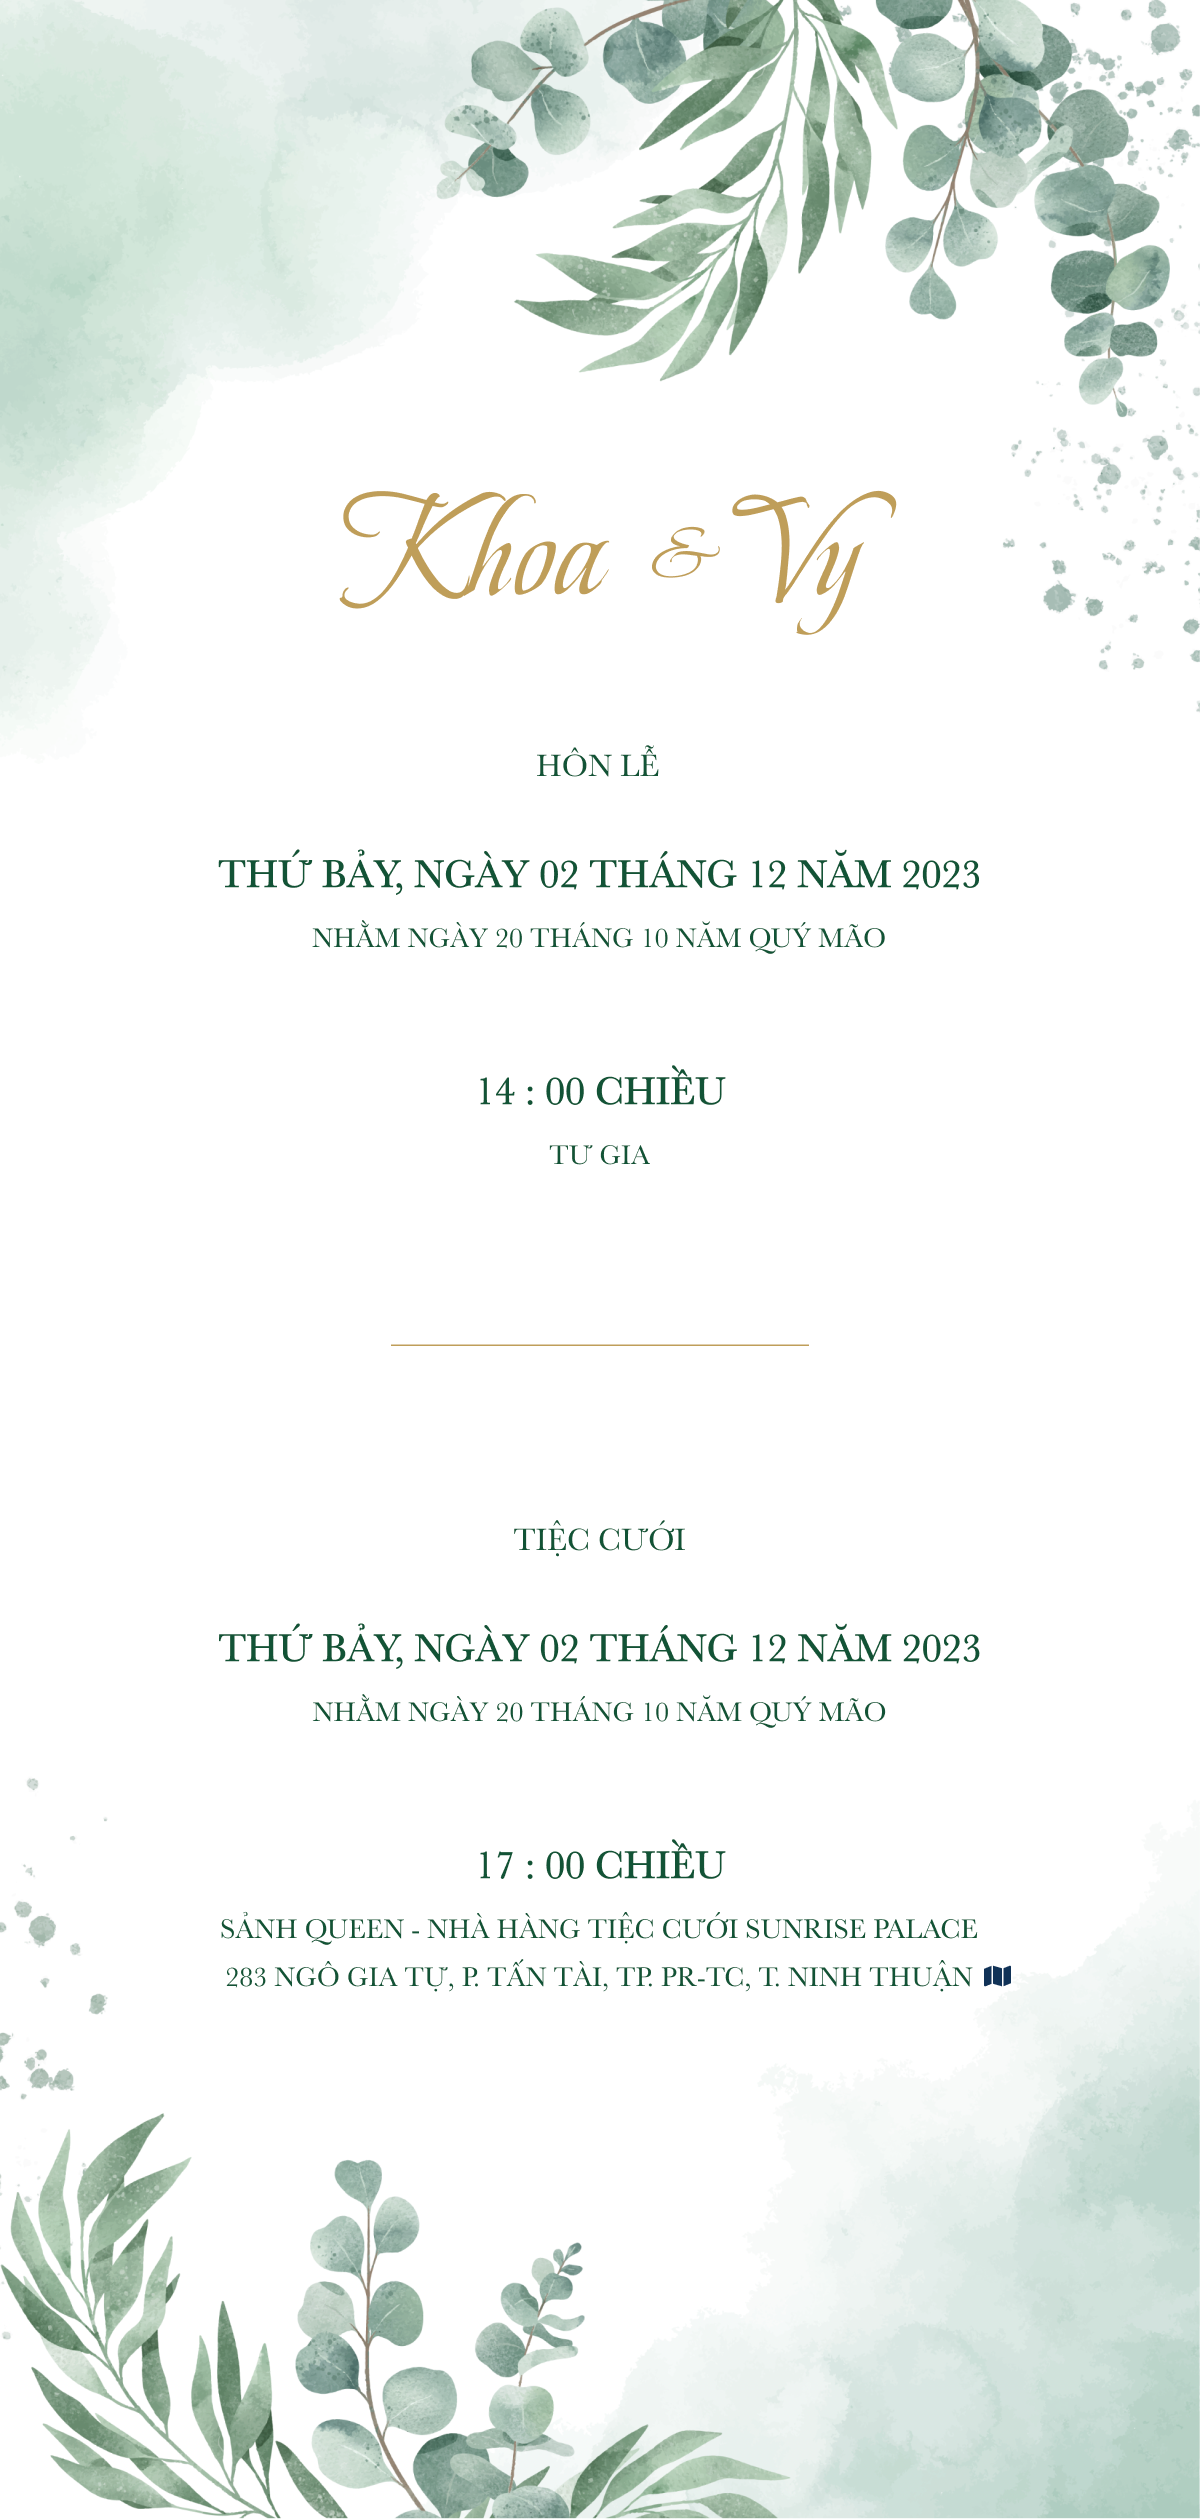 Khoa & Vy
HÔN LỄ
THỨ BẢY, NGÀY 02 THÁNG 12 NĂM 2023
NHẰM NGÀY 20 THÁNG 10 NĂM QUÝ MÃO
14 : 00 CHIỀU
TƯ GIA
TIỆC CƯỚI
THỨ BẢY, NGÀY 02 THÁNG 12 NĂM 2023
NHẰM NGÀY 20 THÁNG 10 NĂM QUÝ MÃO
17 : 00 CHIỀU
SẢNH QUEEN - NHÀ HÀNG TIỆC CƯỚI SUNRISE PALACE
283 NGÔ GIA TỰ, P. TẤN TÀI, TP. PR-TC, T. NINH THUẬN